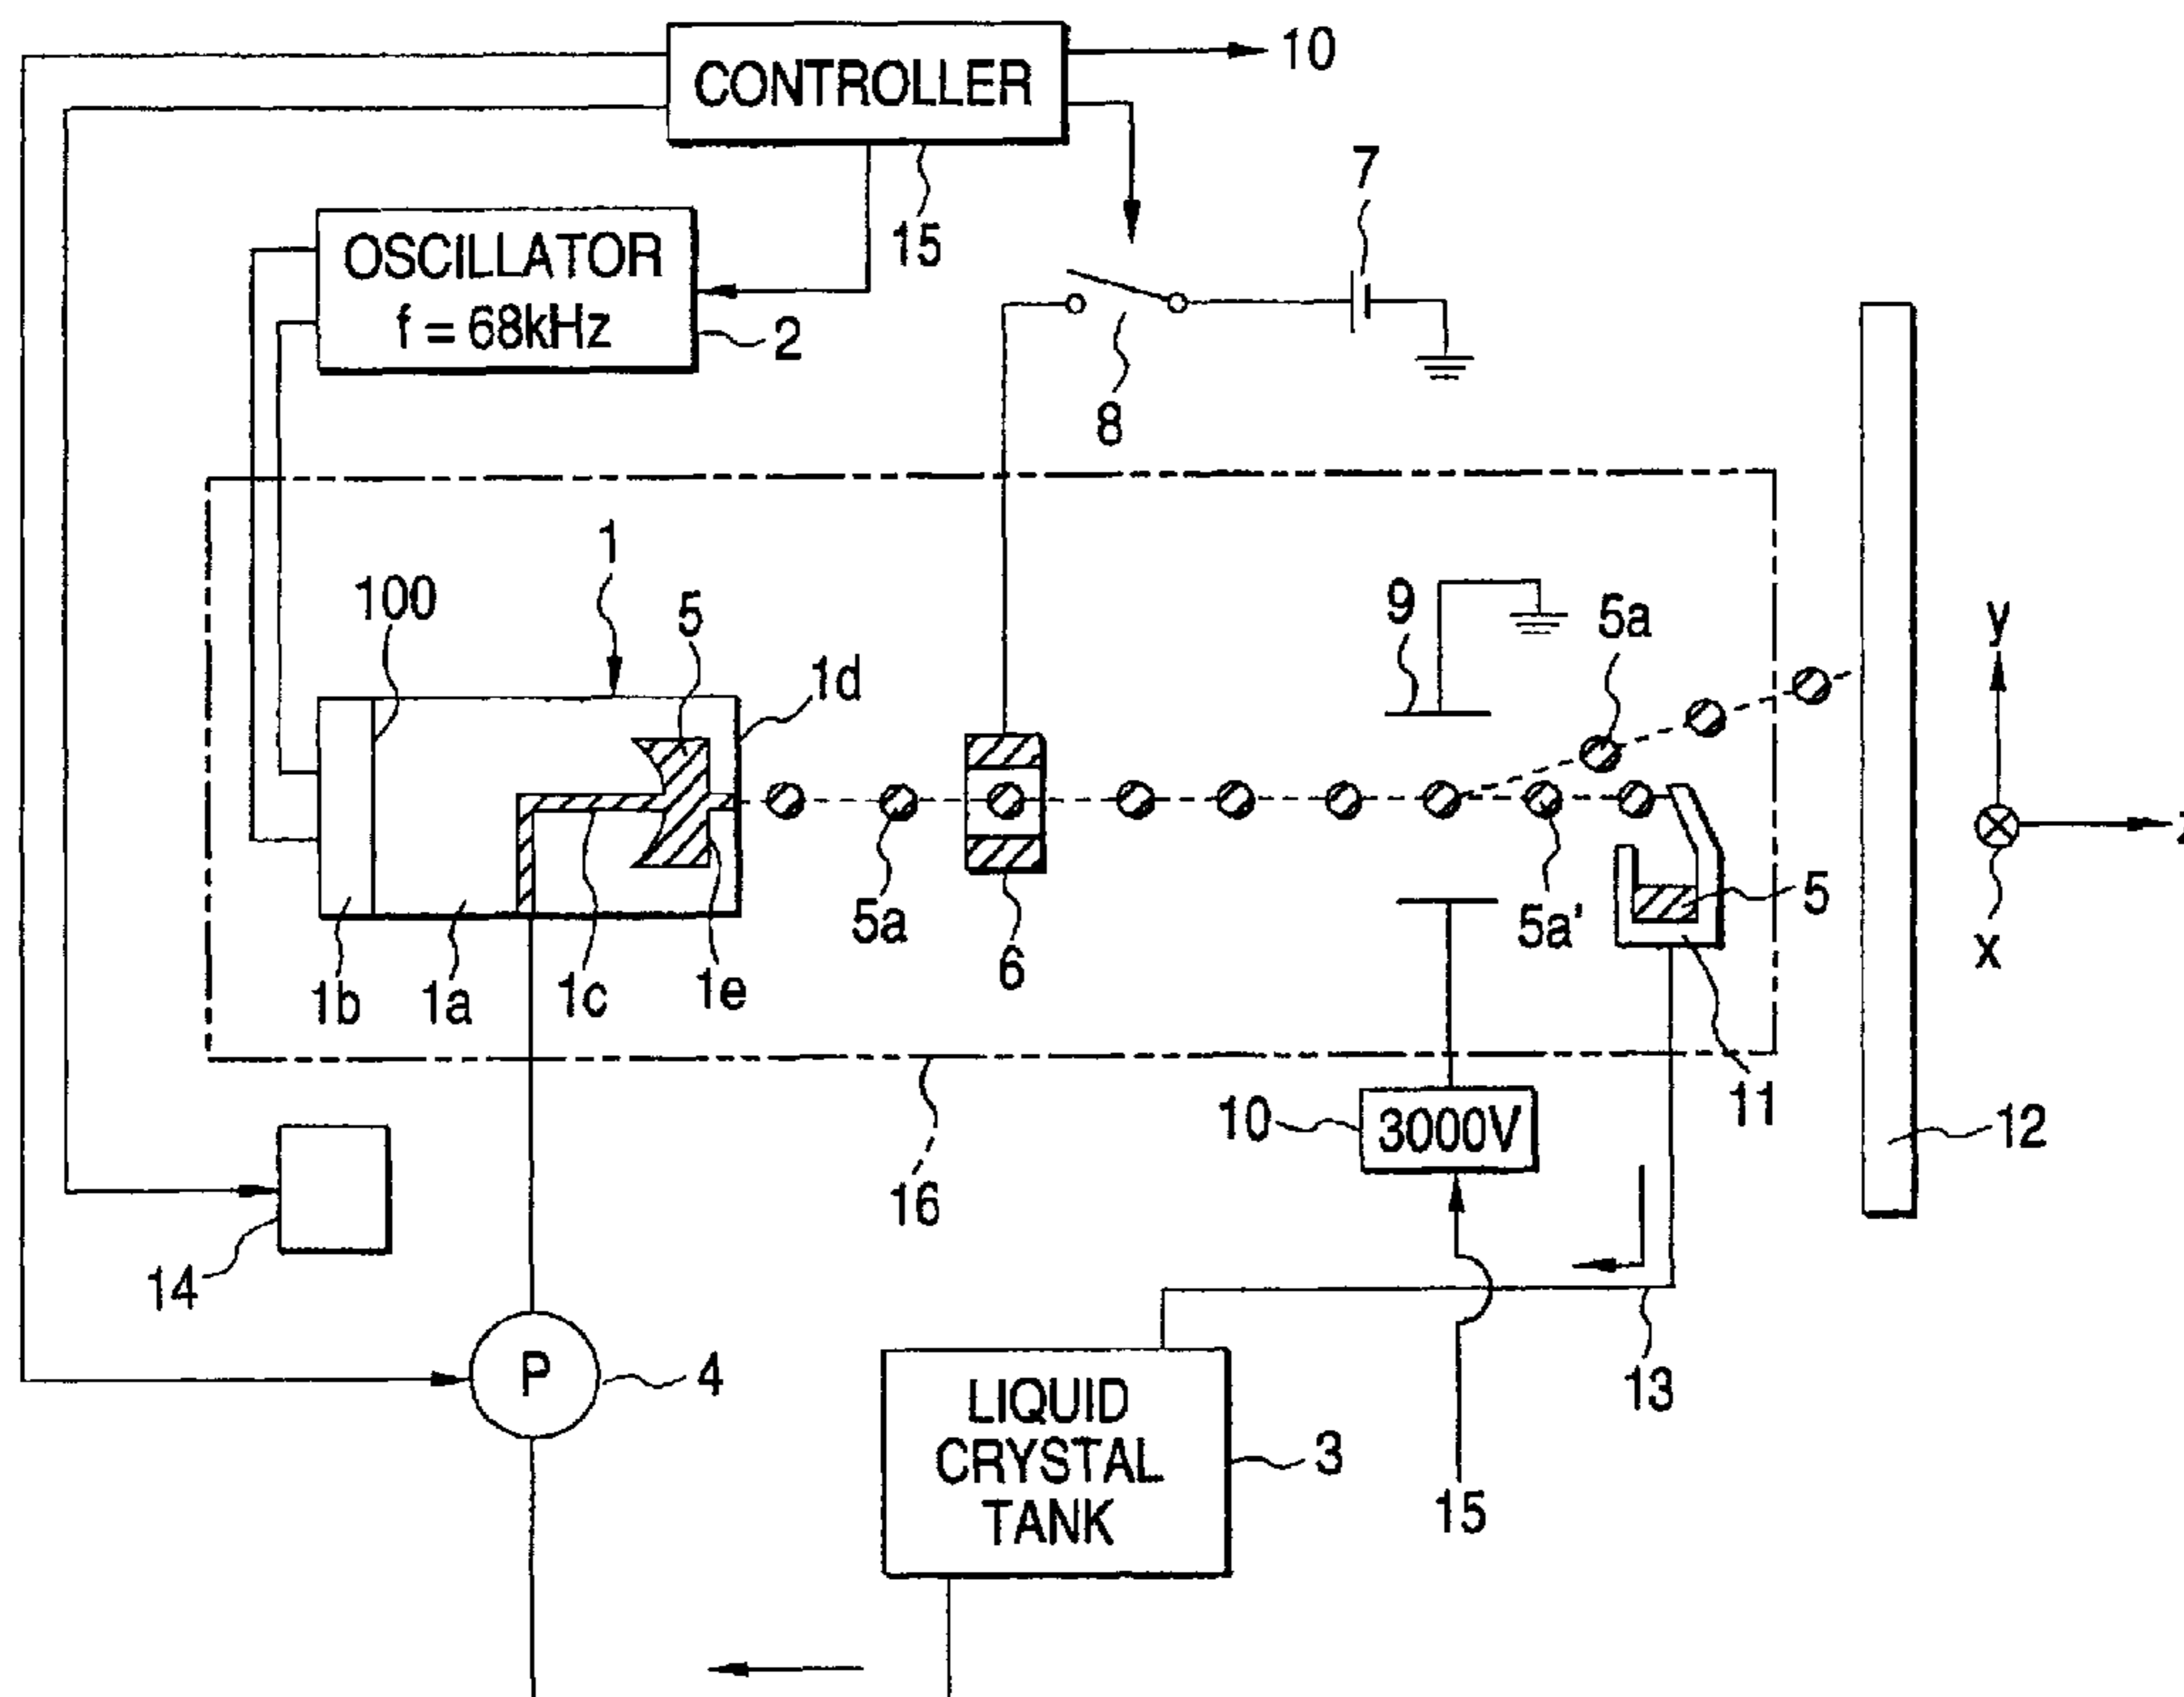 10
CONTROLLER
15
7
OSCILLATOR
f = 68kHz
2
8
1
100
5
1d
9
5a
y
z
5a
6
5a'
5
x
1b
1a
1c
1e
10
3000V
11
12
16
14
P
4
LIQUID
CRYSTAL
TANK
3
13
15